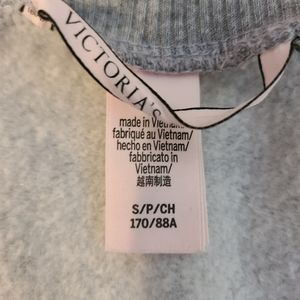 VICTORIA'S
made in Vietnam/
fabriqué au Vietnam/
hecho en Vietnam/
fabbricato in
Vietnam/
越南制造
S/P/CH
170/88A